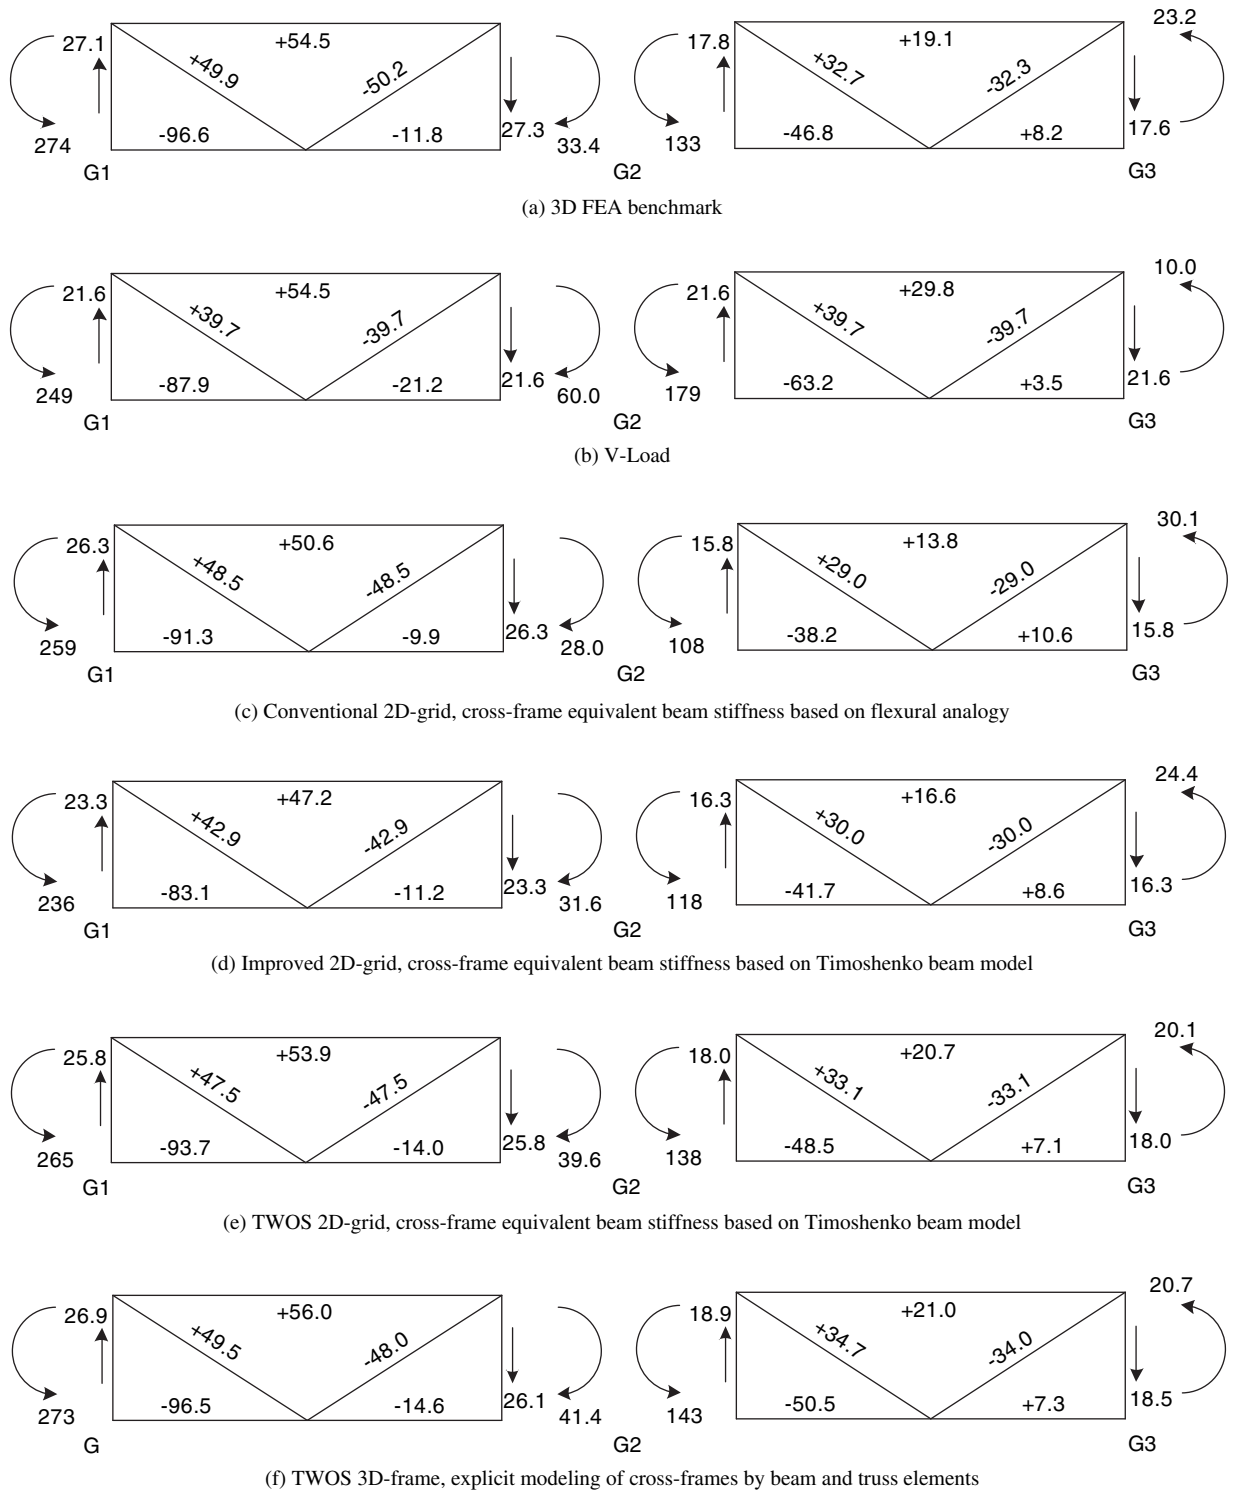 27.1 +54.5 17.8 +19.1 23.2
+49.9 -50.2 +32.7 -32.3
274 -96.6 -11.8 27.3 33.4 133 -46.8 +8.2 17.6
G1 G2 G3
(a) 3D FEA benchmark
21.6 +54.5 21.6 +29.8 10.0
+39.7 -39.7 +39.7 -39.7
249 -87.9 -21.2 21.6 60.0 179 -63.2 +3.5 21.6
G1 G2 G3
(b) V-Load
26.3 +50.6 15.8 +13.8 30.1
+48.5 -48.5 +29.0 -29.0
259 -91.3 -9.9 26.3 28.0 108 -38.2 +10.6 15.8
G1 G2 G3
(c) Conventional 2D-grid, cross-frame equivalent beam stiffness based on flexural analogy
23.3 +47.2 16.3 +16.6 24.4
+42.9 -42.9 +30.0 -30.0
236 -83.1 -11.2 23.3 31.6 118 -41.7 +8.6 16.3
G1 G2 G3
(d) Improved 2D-grid, cross-frame equivalent beam stiffness based on Timoshenko beam model
25.8 +53.9 18.0 +20.7 20.1
+47.5 -47.5 +33.1 -33.1
265 -93.7 -14.0 25.8 39.6 138 -48.5 +7.1 18.0
G1 G2 G3
(e) TWOS 2D-grid, cross-frame equivalent beam stiffness based on Timoshenko beam model
26.9 +56.0 18.9 +21.0 20.7
+49.5 -48.0 +34.7 -34.0
273 -96.5 -14.6 26.1 41.4 143 -50.5 +7.3 18.5
G G2 G3
(f) TWOS 3D-frame, explicit modeling of cross-frames by beam and truss elements